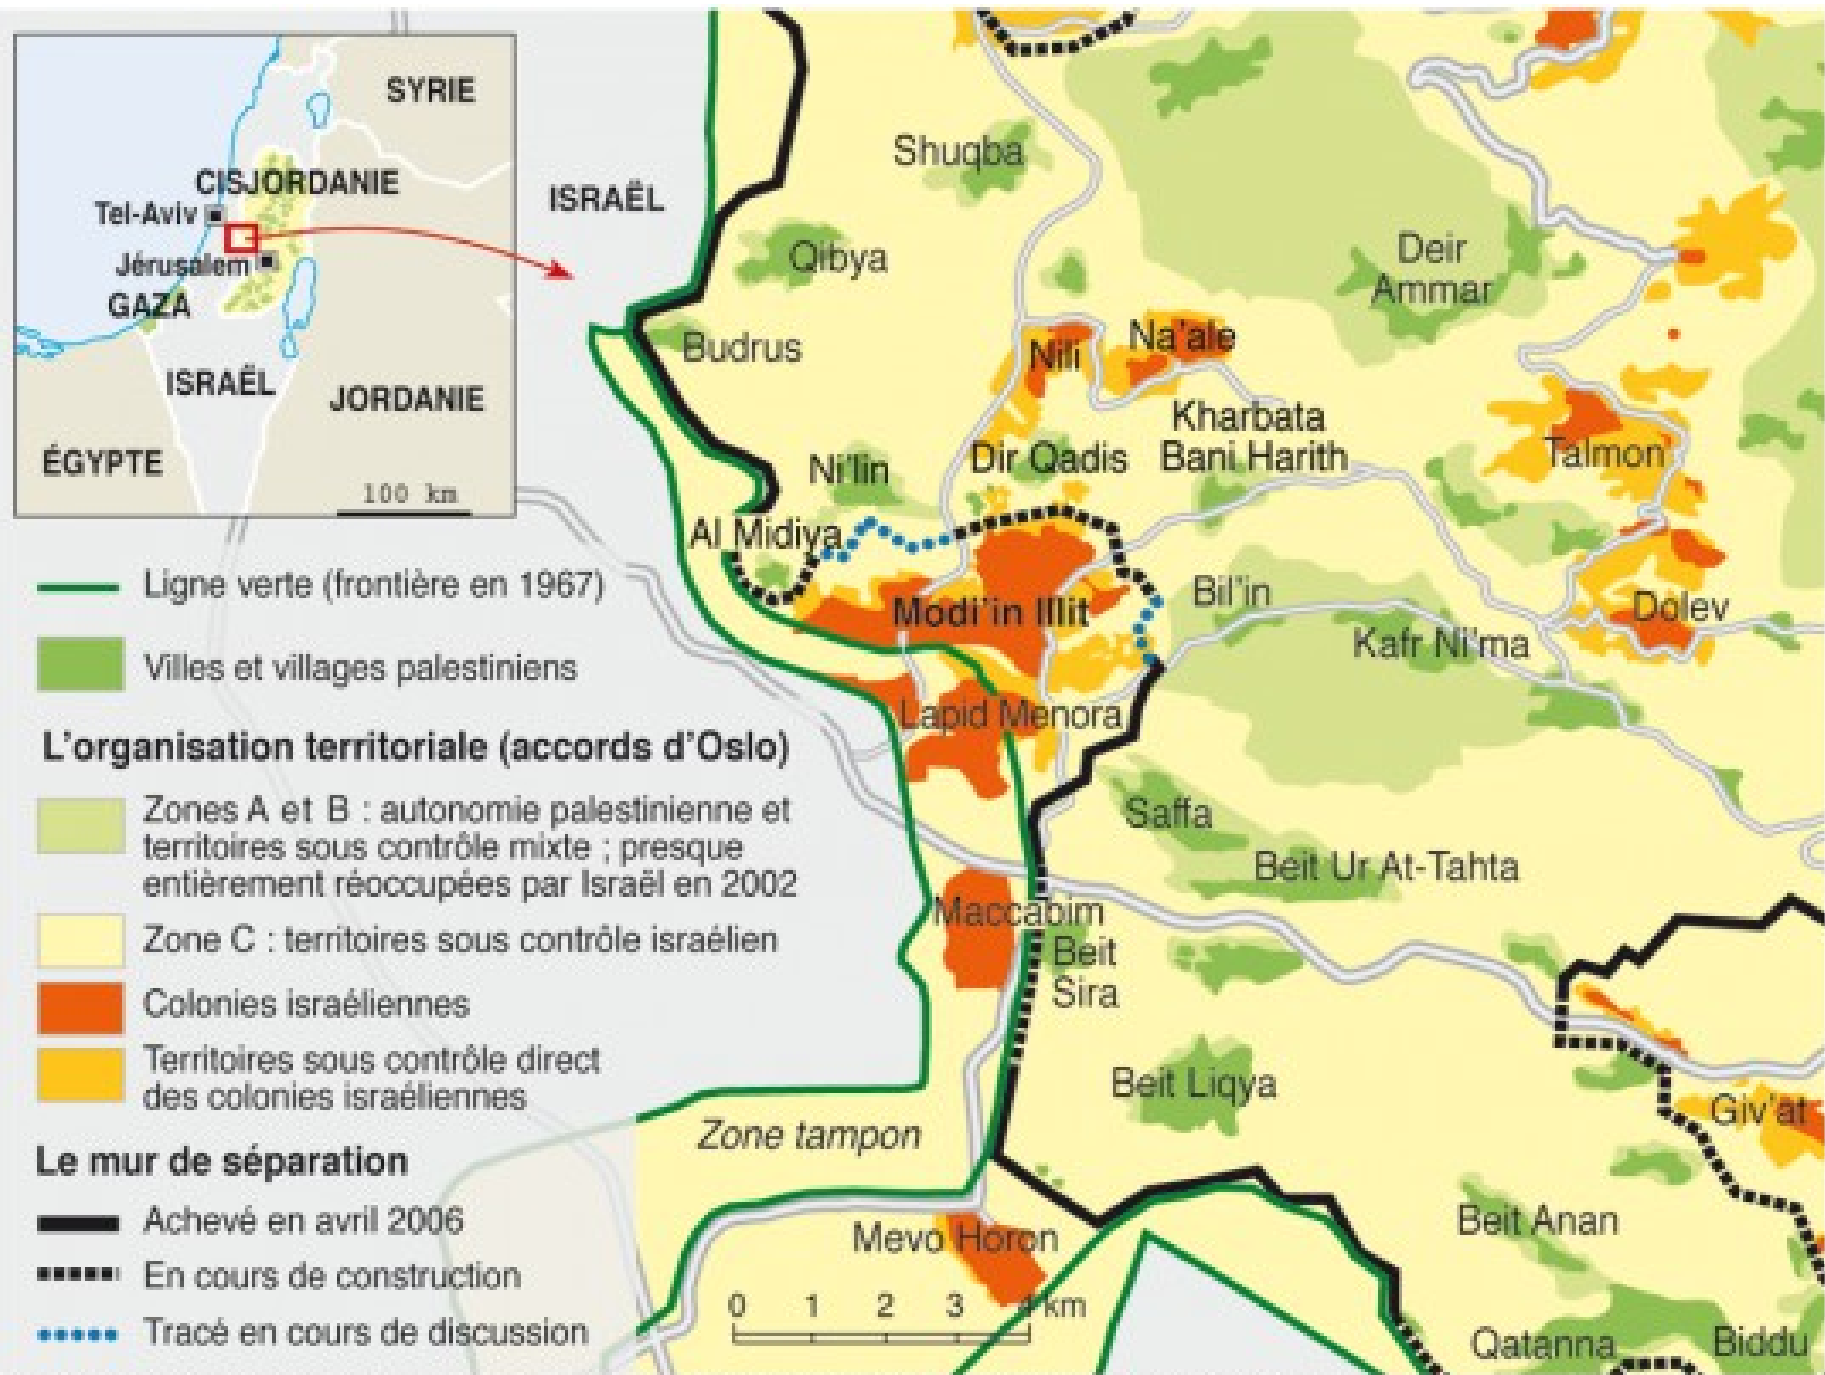 SYRIE
CISJORDANIE
Tel-Aviv
Jérusalem
GAZA
ISRAËL
JORDANIE
ÉGYPTE
100 km
ISRAËL
Ligne verte (frontière en 1967)
Villes et villages palestiniens
L'organisation territoriale (accords d'Oslo)
Zones A et B : autonomie palestinienne et
territoires sous contrôle mixte ; presque
entièrement réoccupées par Israël en 2002
Zone C : territoires sous contrôle israélien
Colonies israéliennes
Territoires sous contrôle direct
des colonies israéliennes
Le mur de séparation
Achevé en avril 2006
En cours de construction
Tracé en cours de discussion
Shuqba
Qibya
Deir
Ammar
Budrus
Nili
Na'ale
Kharbata
Bani Harith
Ni'lin
Dir Qadis
Talmon
Al Midiya
Modi'in Illit
Bil'in
Dolev
Kafr Ni'ma
Lapid Menora
Saffa
Beit Ur At-Tahta
Maccabim
Beit
Sira
Beit Liqya
Giv'at
Zone tampon
Mevo Horon
Beit Anan
0 1 2 3 4 km
Qatanna
Biddu